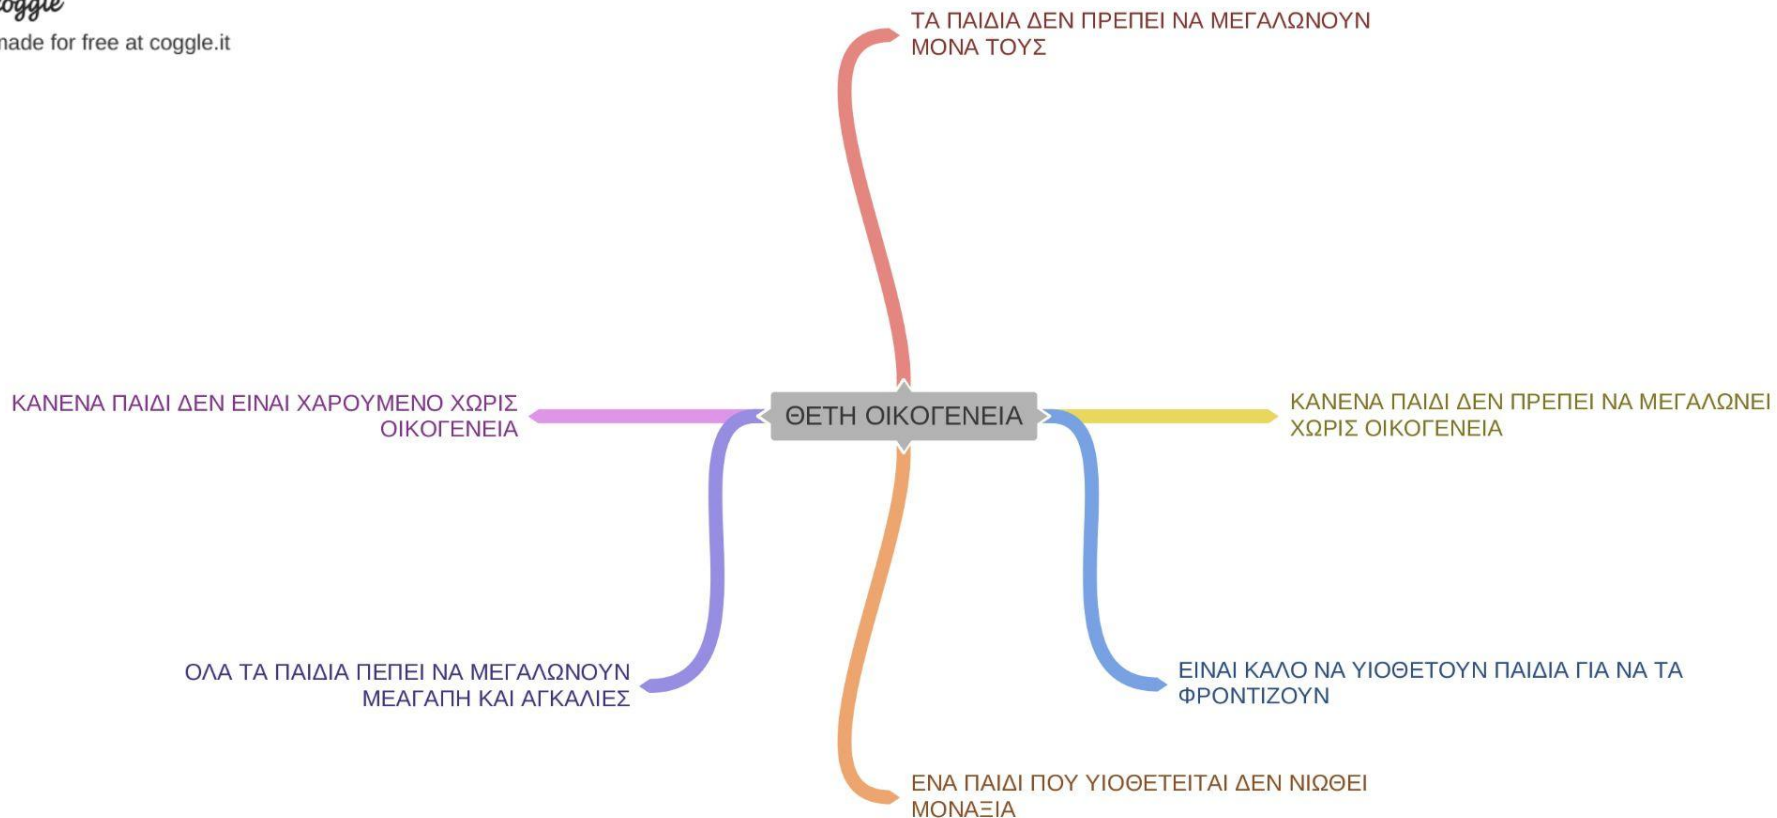 coggle
made for free at coggle.it
ΤΑ ΠΑΙΔΙΑ ΔΕΝ ΠΡΕΠΕΙ ΝΑ ΜΕΓΑΛΩΝΟΥΝ
ΜΟΝΑ ΤΟΥΣ
ΚΑΝΕΝΑ ΠΑΙΔΙ ΔΕΝ ΕΙΝΑΙ ΧΑΡΟΥΜΕΝΟ ΧΩΡΙΣ
ΟΙΚΟΓΕΝΕΙΑ
ΘΕΤΗ ΟΙΚΟΓΕΝΕΙΑ
ΚΑΝΕΝΑ ΠΑΙΔΙ ΔΕΝ ΠΡΕΠΕΙ ΝΑ ΜΕΓΑΛΩΝΕΙ
ΧΩΡΙΣ ΟΙΚΟΓΕΝΕΙΑ
ΟΛΑ ΤΑ ΠΑΙΔΙΑ ΠΕΠΕΙ ΝΑ ΜΕΓΑΛΩΝΟΥΝ
ΜΕΑΓΑΠΗ ΚΑΙ ΑΓΚΑΛΙΕΣ
ΕΙΝΑΙ ΚΑΛΟ ΝΑ ΥΙΟΘΕΤΟΥΝ ΠΑΙΔΙΑ ΓΙΑ ΝΑ ΤΑ
ΦΡΟΝΤΙΖΟΥΝ
ΕΝΑ ΠΑΙΔΙ ΠΟΥ ΥΙΟΘΕΤΕΙΤΑΙ ΔΕΝ ΝΙΩΘΕΙ
ΜΟΝΑΞΙΑ